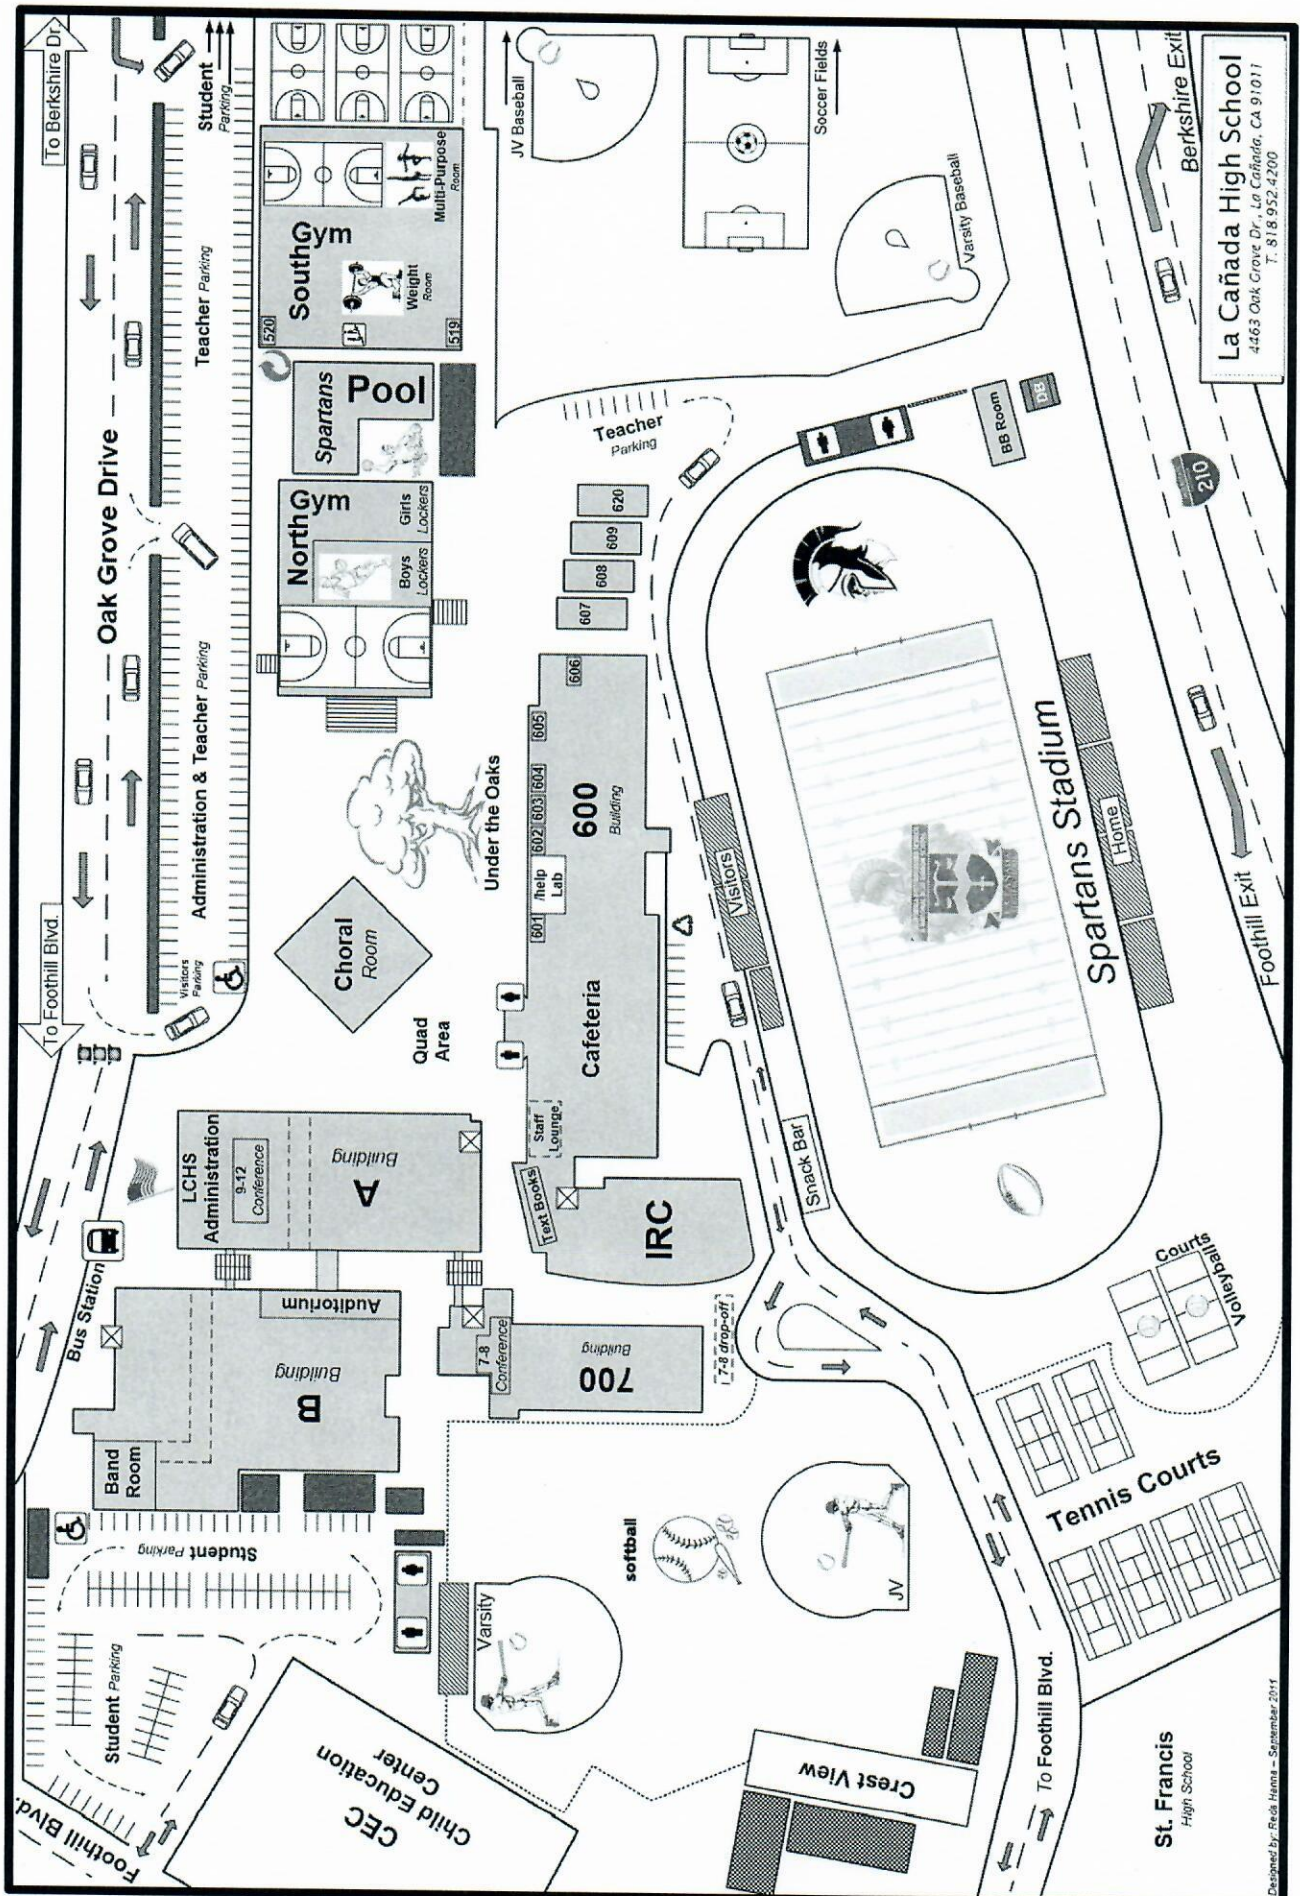 La Cañada High School
4463 Oak Grove Dr., La Cañada, CA 91011
T. 818.952.4200
To Berkshire Dr.
To Foothill Blvd.
Oak Grove Drive
Student
Parking
Teacher Parking
Administration & Teacher Parking
Visitors
Parking
Bus Station
Multi-Purpose
Room
South Gym
Weight
Room
520
519
Spartans
Pool
North Gym
Girls
Lockers
Boys
Lockers
JV Baseball
Soccer Fields
Varsity Baseball
Teacher
Parking
620
609
608
607
606
605
604
603
602
/help
Lab
601
600
Building
Under the Oaks
Choral
Room
Quad
Area
Cafeteria
Staff
Lounge
Text Books
IRC
LCHS
Administration
9-12
Conference
A
Building
Auditorium
B
Building
Band
Room
7-8
Conference
700
Building
7-8 drop-off
BB Room
DB
Visitors
Home
Spartans Stadium
Snack Bar
Berkshire Exit
210
Foothill Exit
Volleyball
Courts
Tennis Courts
softball
Varsity
JV
Student Parking
Student Parking
Foothill Blvd.
CEC
Child Education
Center
Crest View
To Foothill Blvd.
St. Francis
High School
Designed by: Reda Henna – September 2011